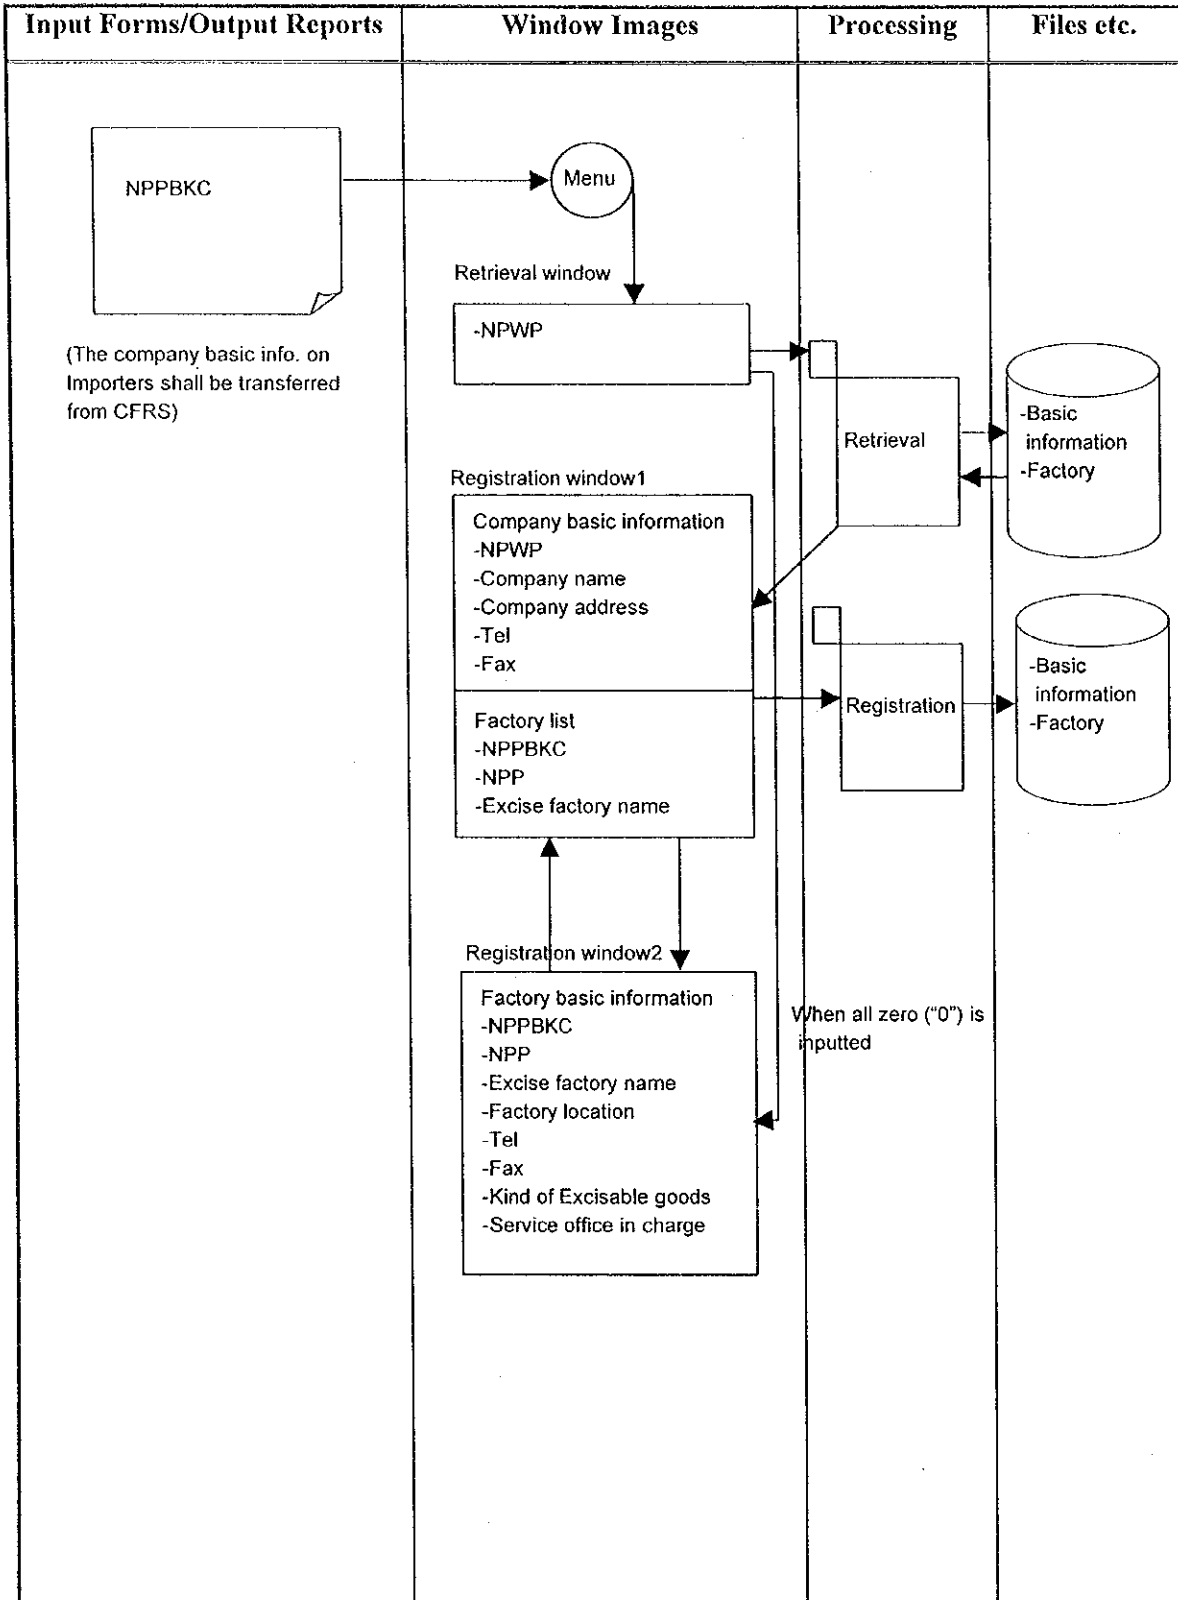 Input Forms/Output Reports
Window Images
Processing
Files etc.
NPPBKC
Menu
Retrieval window
-NPWP
(The company basic info. on
Importers shall be transferred
from CFRS)
Retrieval
-Basic
information
-Factory
Registration window1
Company basic information
-NPWP
-Company name
-Company address
-Tel
-Fax
Factory list
-NPPBKC
-NPP
-Excise factory name
Registration
-Basic
information
-Factory
Registration window2
Factory basic information
-NPPBKC
-NPP
-Excise factory name
-Factory location
-Tel
-Fax
-Kind of Excisable goods
-Service office in charge
When all zero (“0”) is
inputted